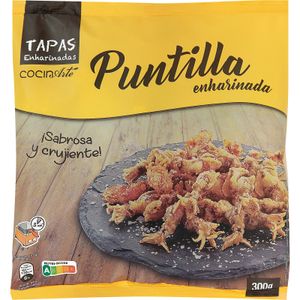 TAPAS
Enharinadas
COCINArte
Puntilla
enharinada
¡Sabrosa
y crujiente!
300g